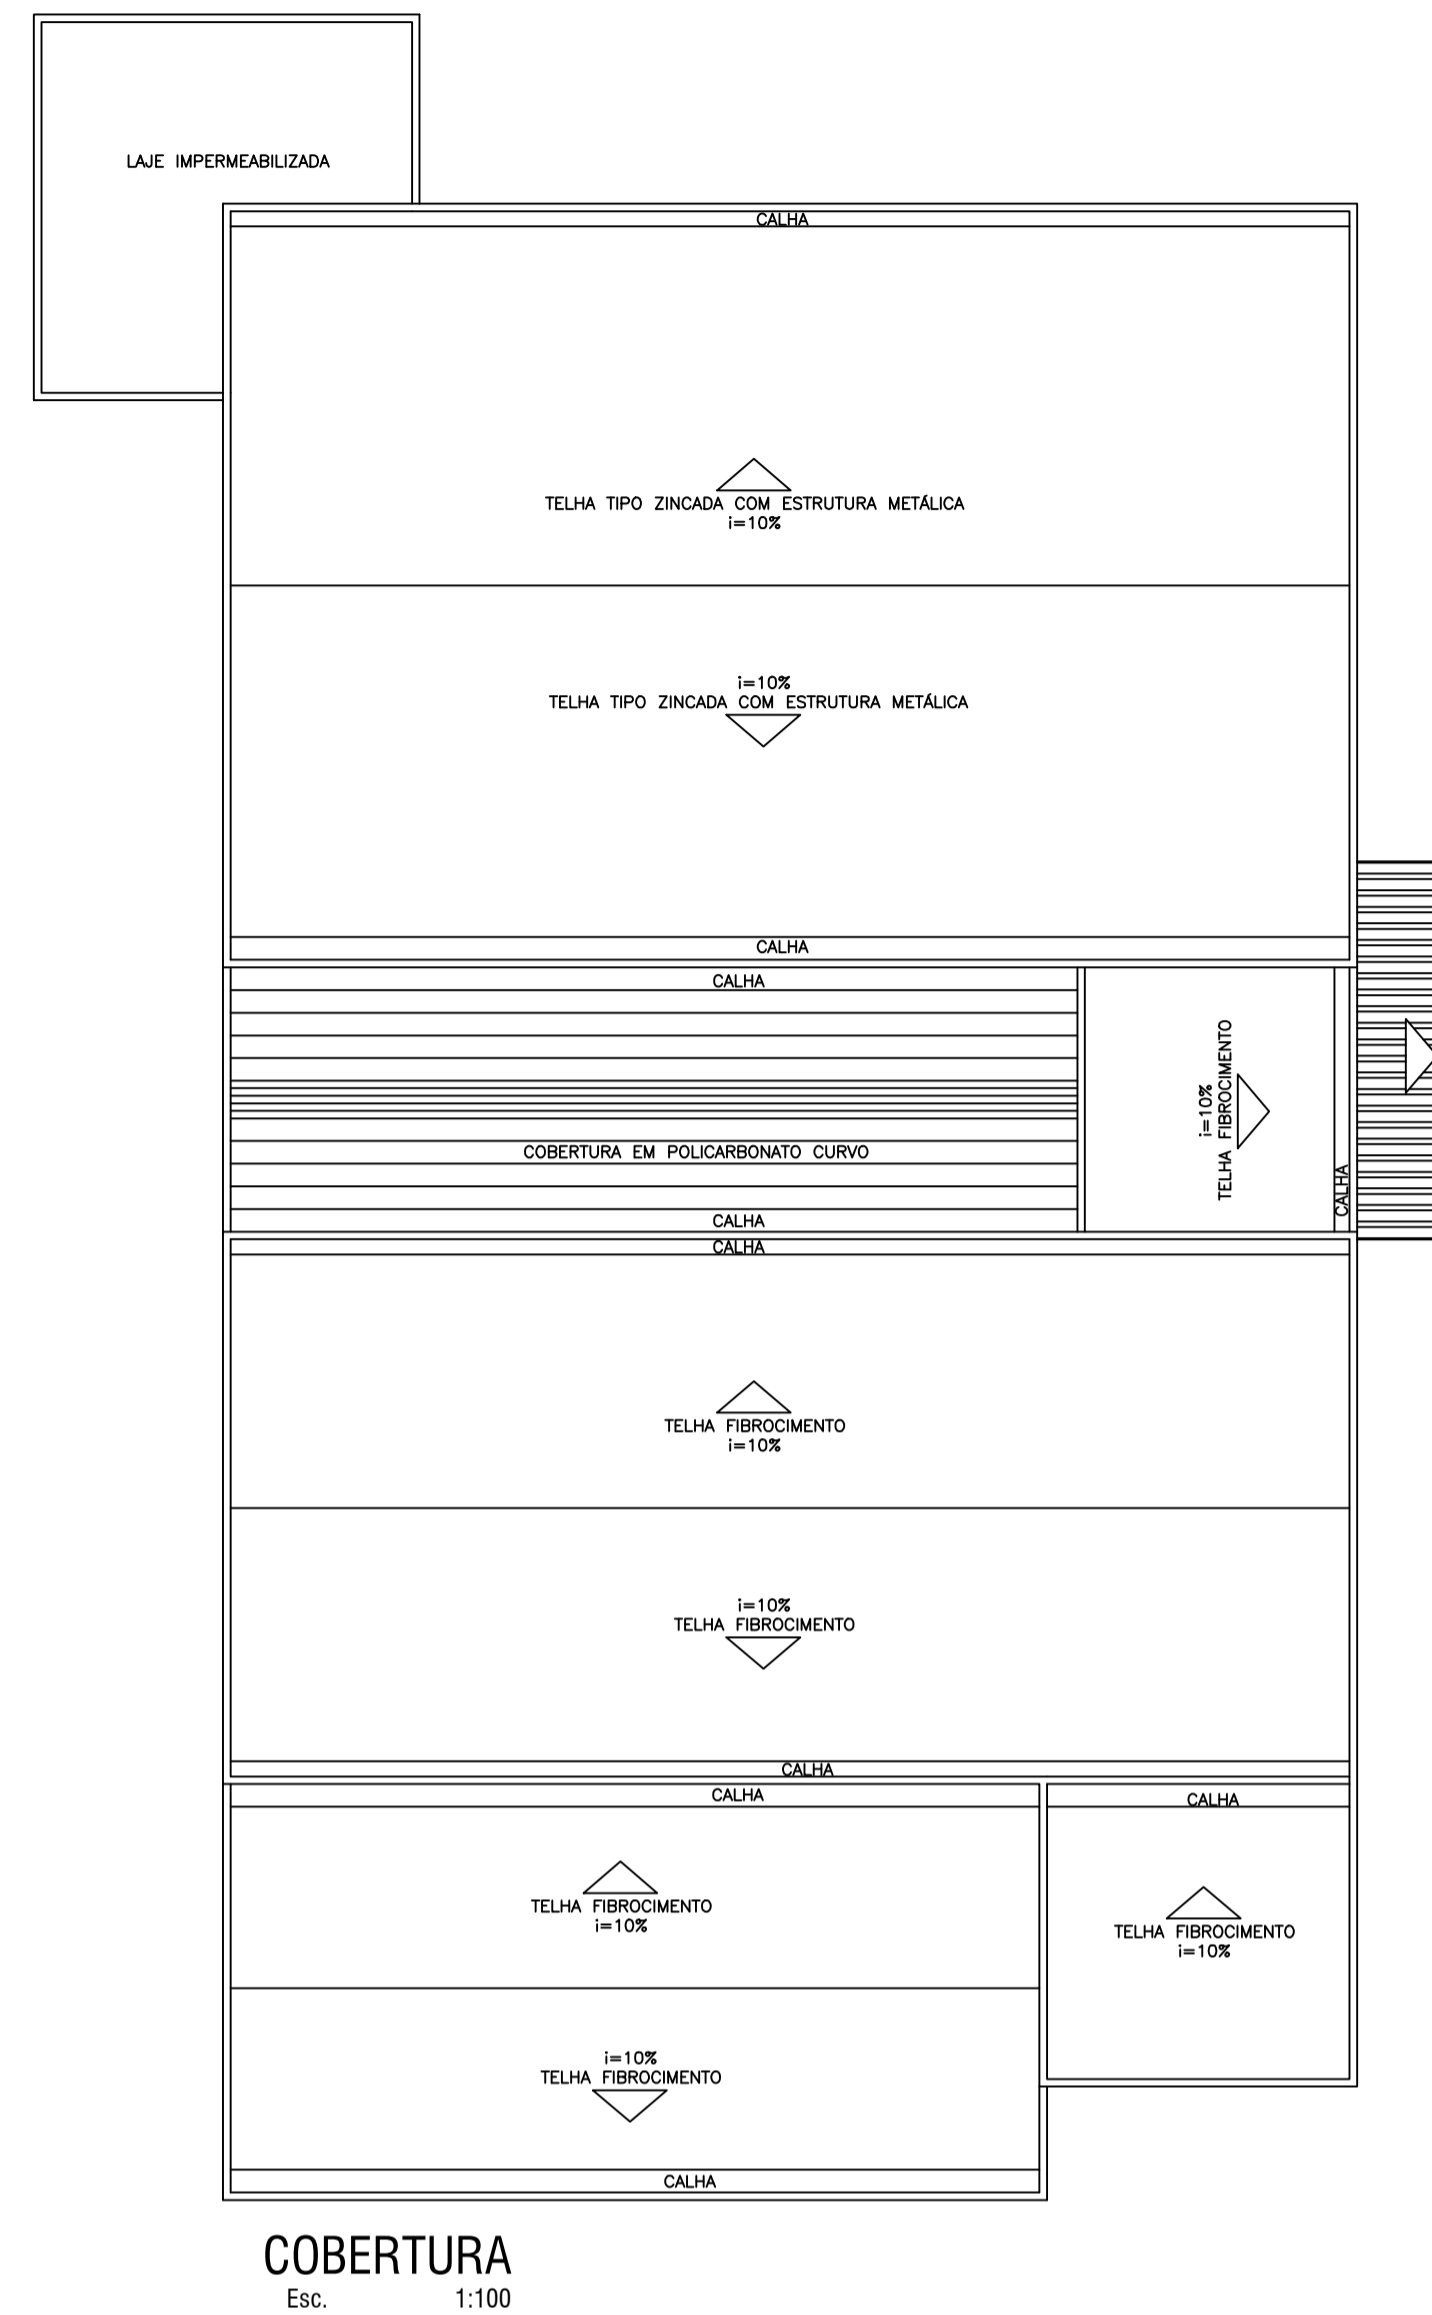 LAJE IMPERMEABILIZADA
CALHA
TELHA TIPO ZINCADA COM ESTRUTURA METÁLICA
i=10%
i=10%
TELHA TIPO ZINCADA COM ESTRUTURA METÁLICA
CALHA
CALHA
i=10%
TELHA FIBROCIMENTO
COBERTURA EM POLICARBONATO CURVO
CALHA
CALHA
CALHA
TELHA FIBROCIMENTO
i=10%
i=10%
TELHA FIBROCIMENTO
CALHA
CALHA
CALHA
TELHA FIBROCIMENTO
i=10%
TELHA FIBROCIMENTO
i=10%
i=10%
TELHA FIBROCIMENTO
CALHA
COBERTURA
Esc. 1:100